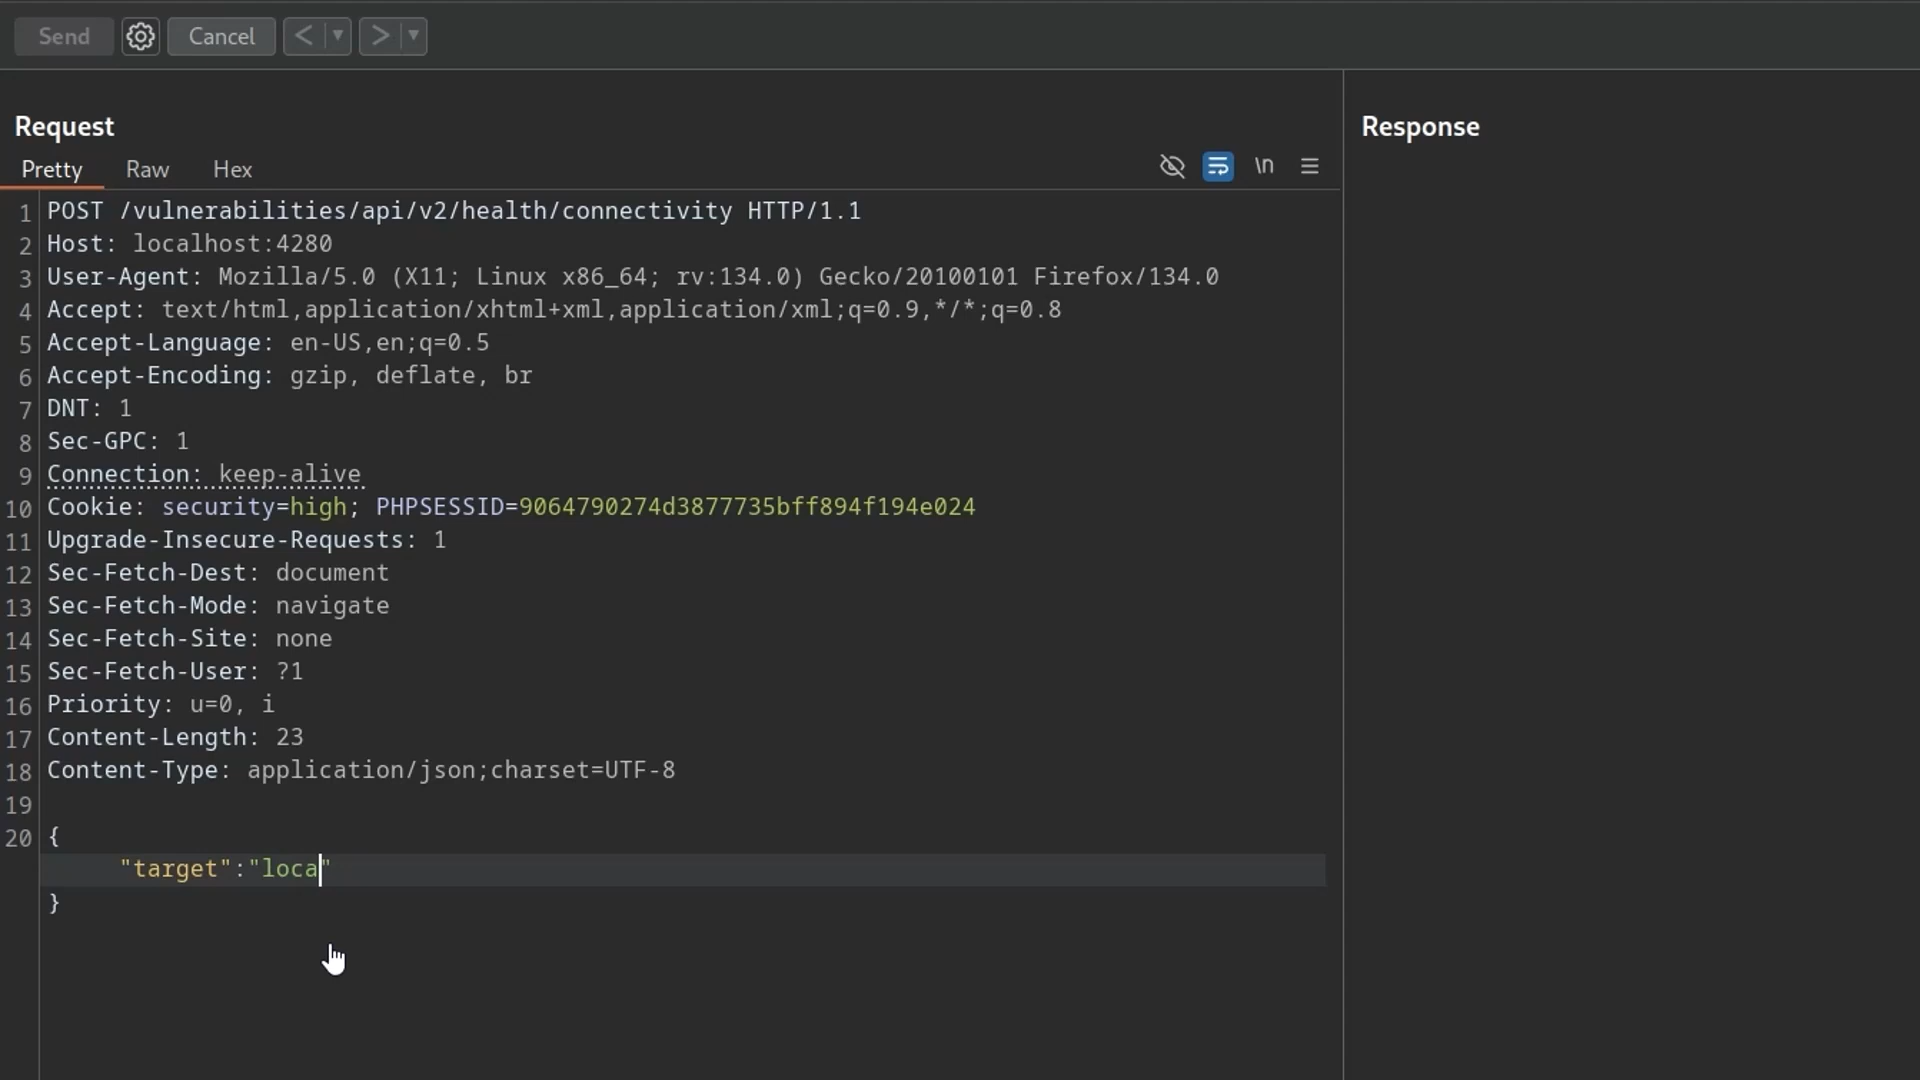 Send Cancel < >
Request
Response
Pretty Raw Hex
\n
1 POST /vulnerabilities/api/v2/health/connectivity HTTP/1.1
2 Host: localhost:4280
3 User-Agent: Mozilla/5.0 (X11; Linux x86_64; rv:134.0) Gecko/20100101 Firefox/134.0
4 Accept: text/html,application/xhtml+xml,application/xml;q=0.9,*/*;q=0.8
5 Accept-Language: en-US,en;q=0.5
6 Accept-Encoding: gzip, deflate, br
7 DNT: 1
8 Sec-GPC: 1
9 Connection: keep-alive
10 Cookie: security=high; PHPSESSID=9064790274d3877735bff894f194e024
11 Upgrade-Insecure-Requests: 1
12 Sec-Fetch-Dest: document
13 Sec-Fetch-Mode: navigate
14 Sec-Fetch-Site: none
15 Sec-Fetch-User: ?1
16 Priority: u=0, i
17 Content-Length: 23
18 Content-Type: application/json;charset=UTF-8
19
20 {
"target":"loca"
}